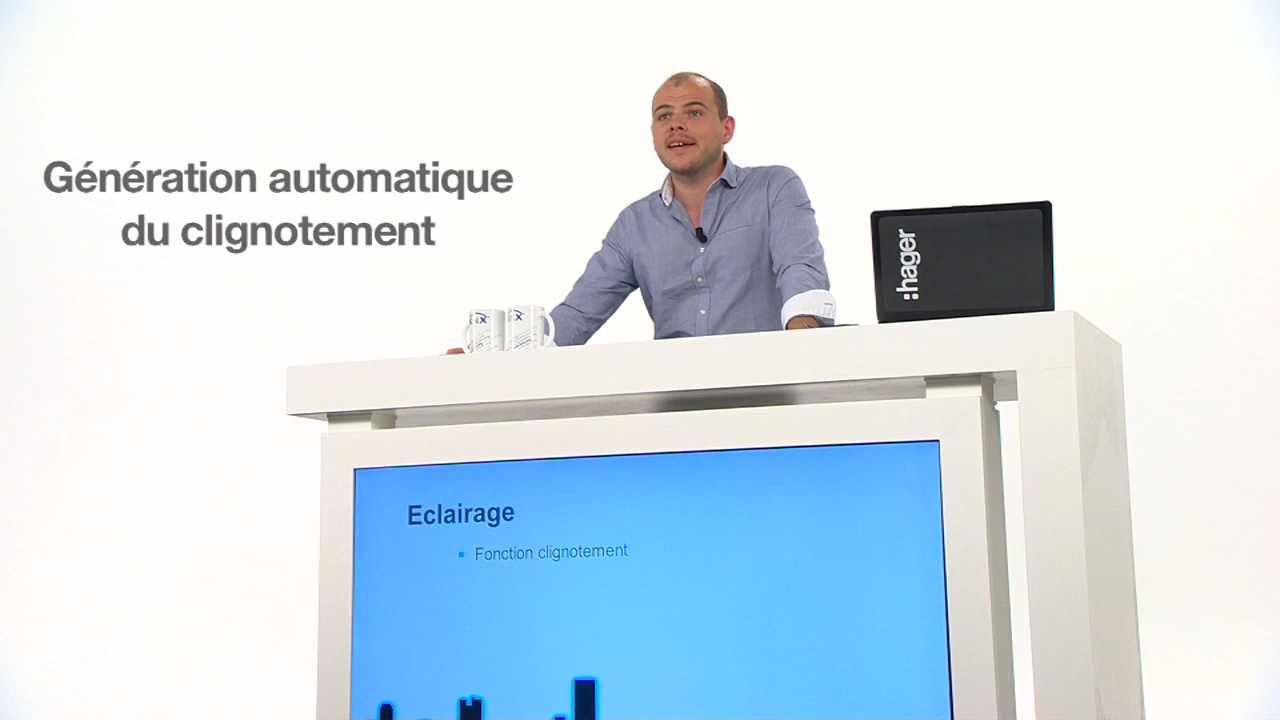 Génération automatique
du clignotement
:hager
Eclairage
▪ Fonction clignotement